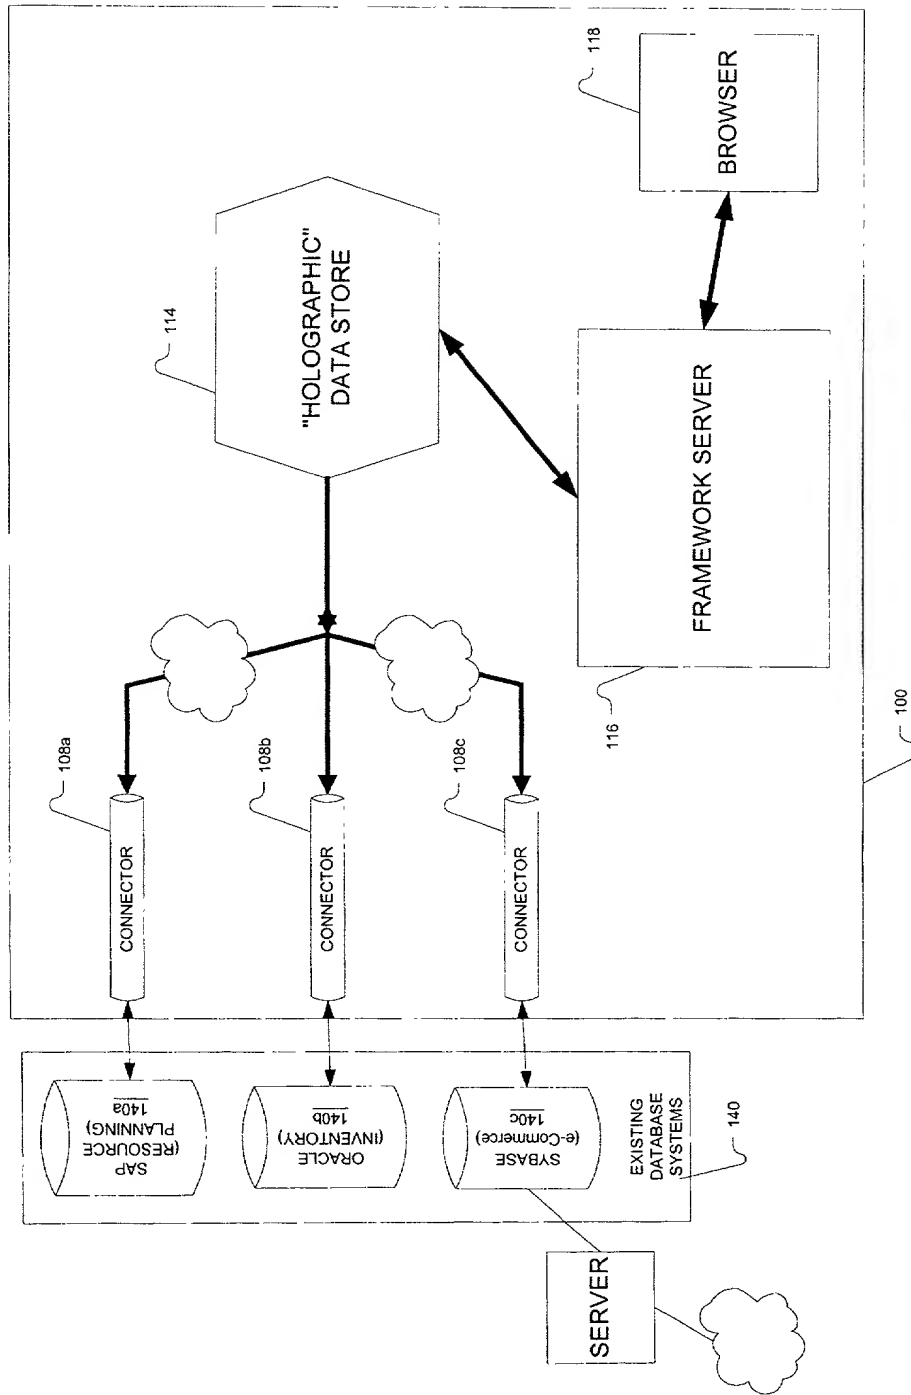 SAP
(RESOURCE
PLANNING)
140a
ORACLE
(INVENTORY)
140b
SYBASE
(e-Commerce)
140c
EXISTING
DATABASE
SYSTEMS
140
SERVER
CONNECTOR
108a
CONNECTOR
108b
CONNECTOR
108c
"HOLOGRAPHIC"
DATA STORE
114
FRAMEWORK SERVER
116
BROWSER
118
100